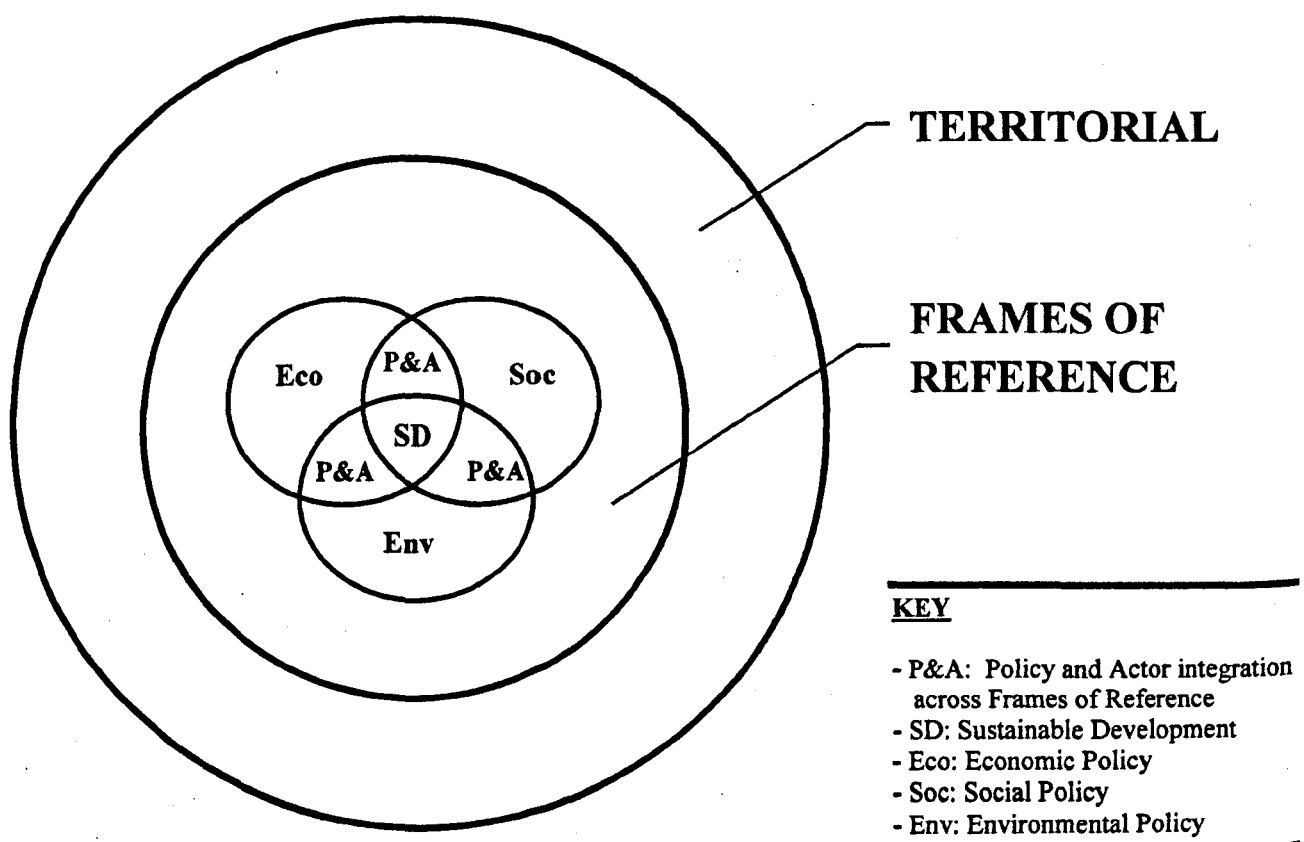 TERRITORIAL
FRAMES OF
REFERENCE
P&A
Eco
Soc
SD
P&A
P&A
Env
KEY
- P&A: Policy and Actor integration
across Frames of Reference
- SD: Sustainable Development
- Eco: Economic Policy
- Soc: Social Policy
- Env: Environmental Policy